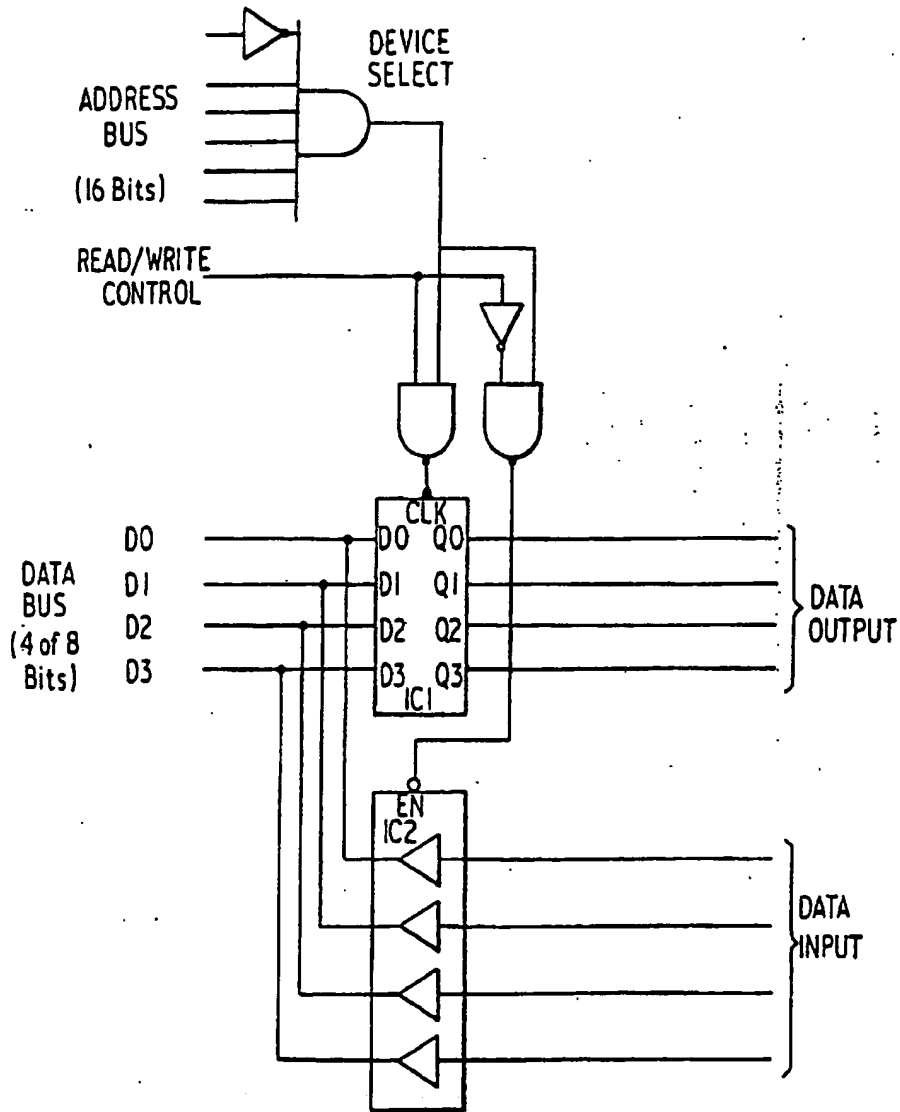 DEVICE
SELECT
ADDRESS
BUS
(16 Bits)
READ/WRITE
CONTROL
CLK
D0 Q0
D1 Q1
D2 Q2
D3 Q3
IC1
D0
D1
D2
D3
DATA
BUS
(4 of 8
Bits)
DATA
OUTPUT
EN
IC2
DATA
INPUT